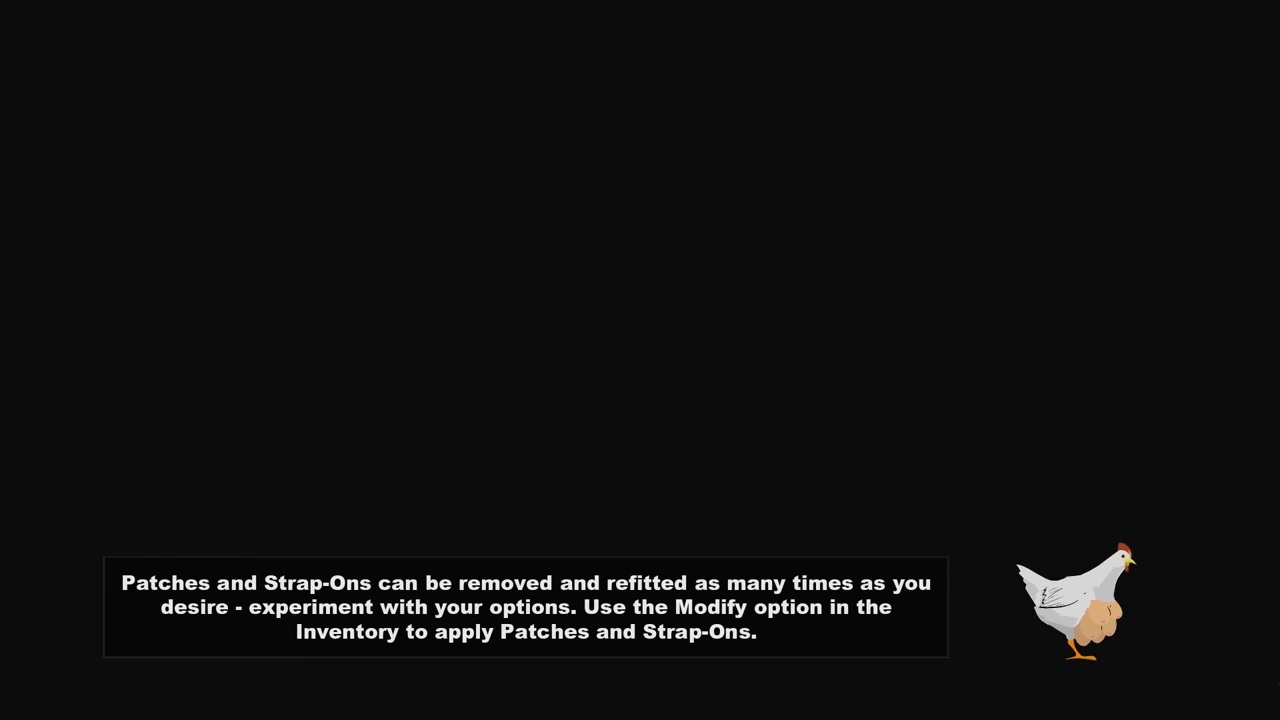 Patches and Strap-Ons can be removed and refitted as many times as you
desire - experiment with your options. Use the Modify option in the
Inventory to apply Patches and Strap-Ons.